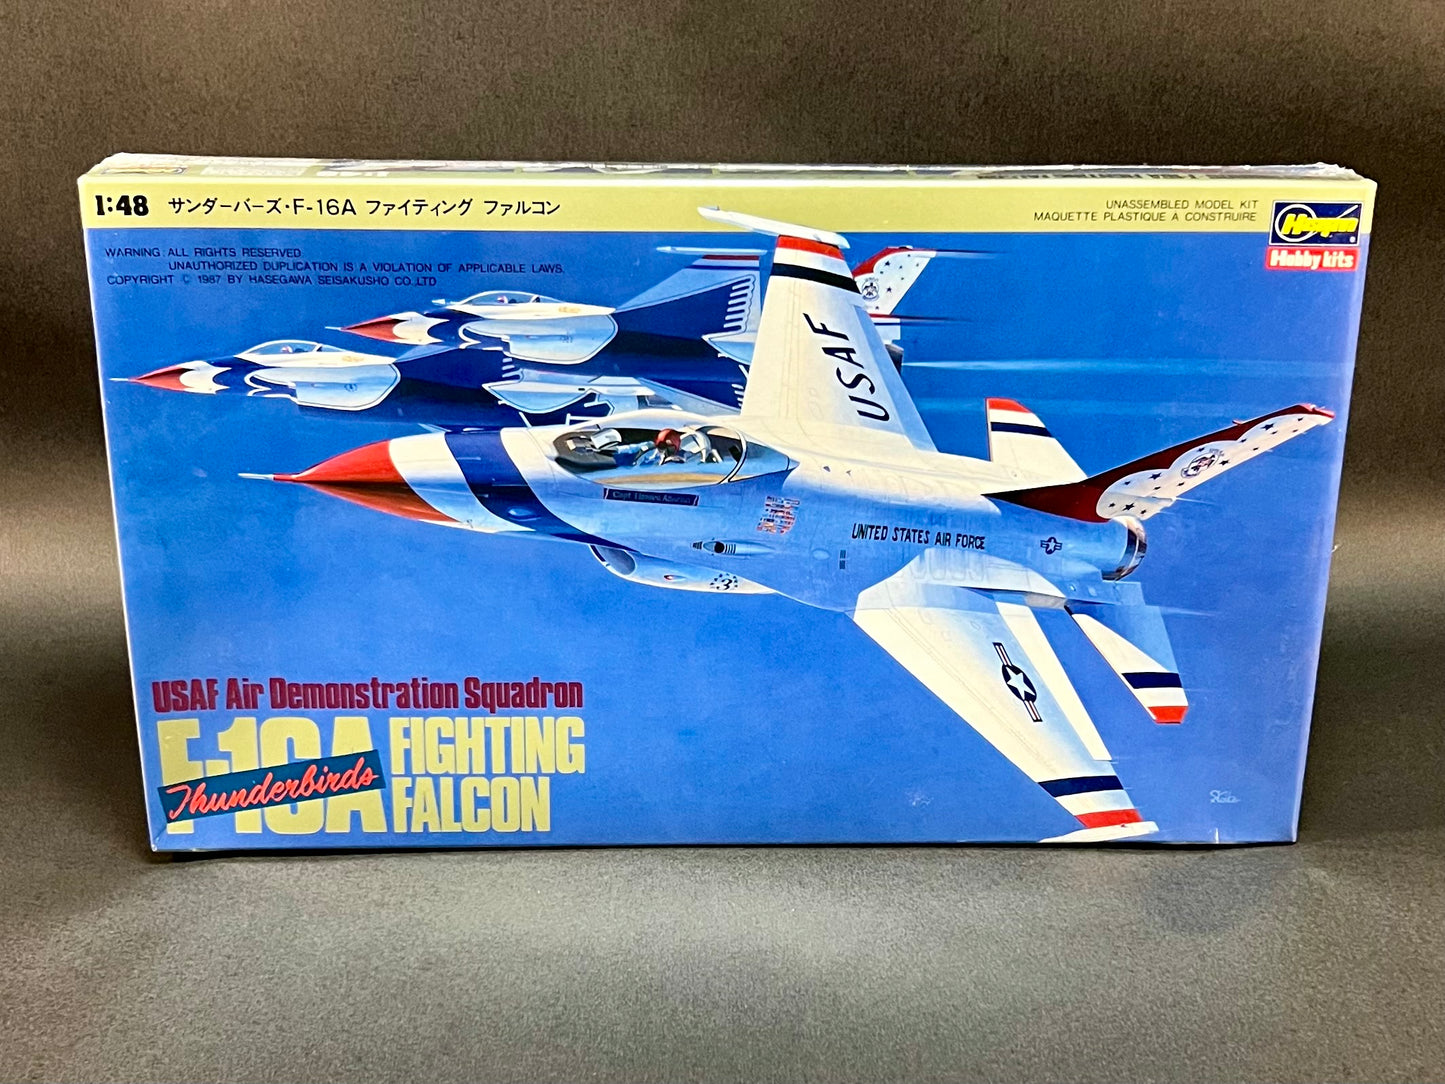 1:48 サンダーバーズ・F-16A ファイティング ファルコン
UNASSEMBLED MODEL KIT
MAQUETTE PLASTIQUE À CONSTRUIRE
Hasegawa
Hobby kits
WARNING: ALL RIGHTS RESERVED
UNAUTHORIZED DUPLICATION IS A VIOLATION OF APPLICABLE LAWS.
COPYRIGHT © 1987 BY HASEGAWA SEISAKUSHO CO.,LTD
USAF
UNITED STATES AIR FORCE
3
USAF Air Demonstration Squadron
F-16A FIGHTING
Thunderbirds
FALCON